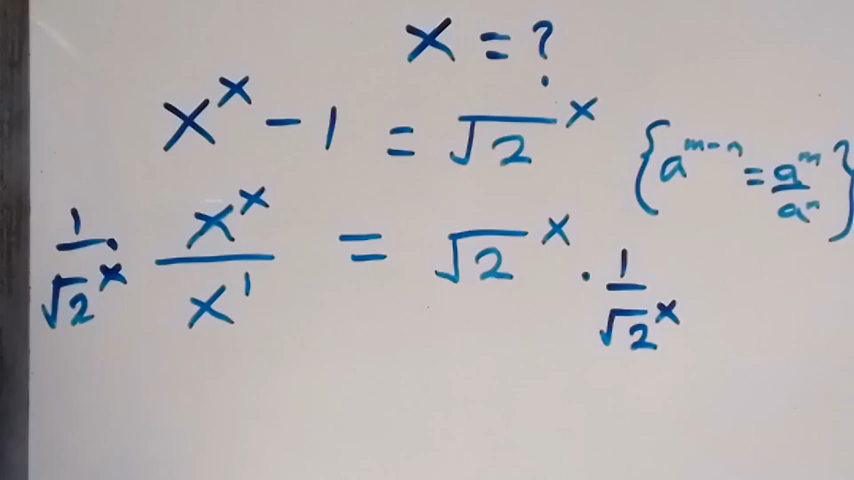 x = ?
x^x - 1 = √2^x
{a^{m-n} = a^m/a^n}
1/√2^x · x^x/x^1 = √2^x · 1/√2^x